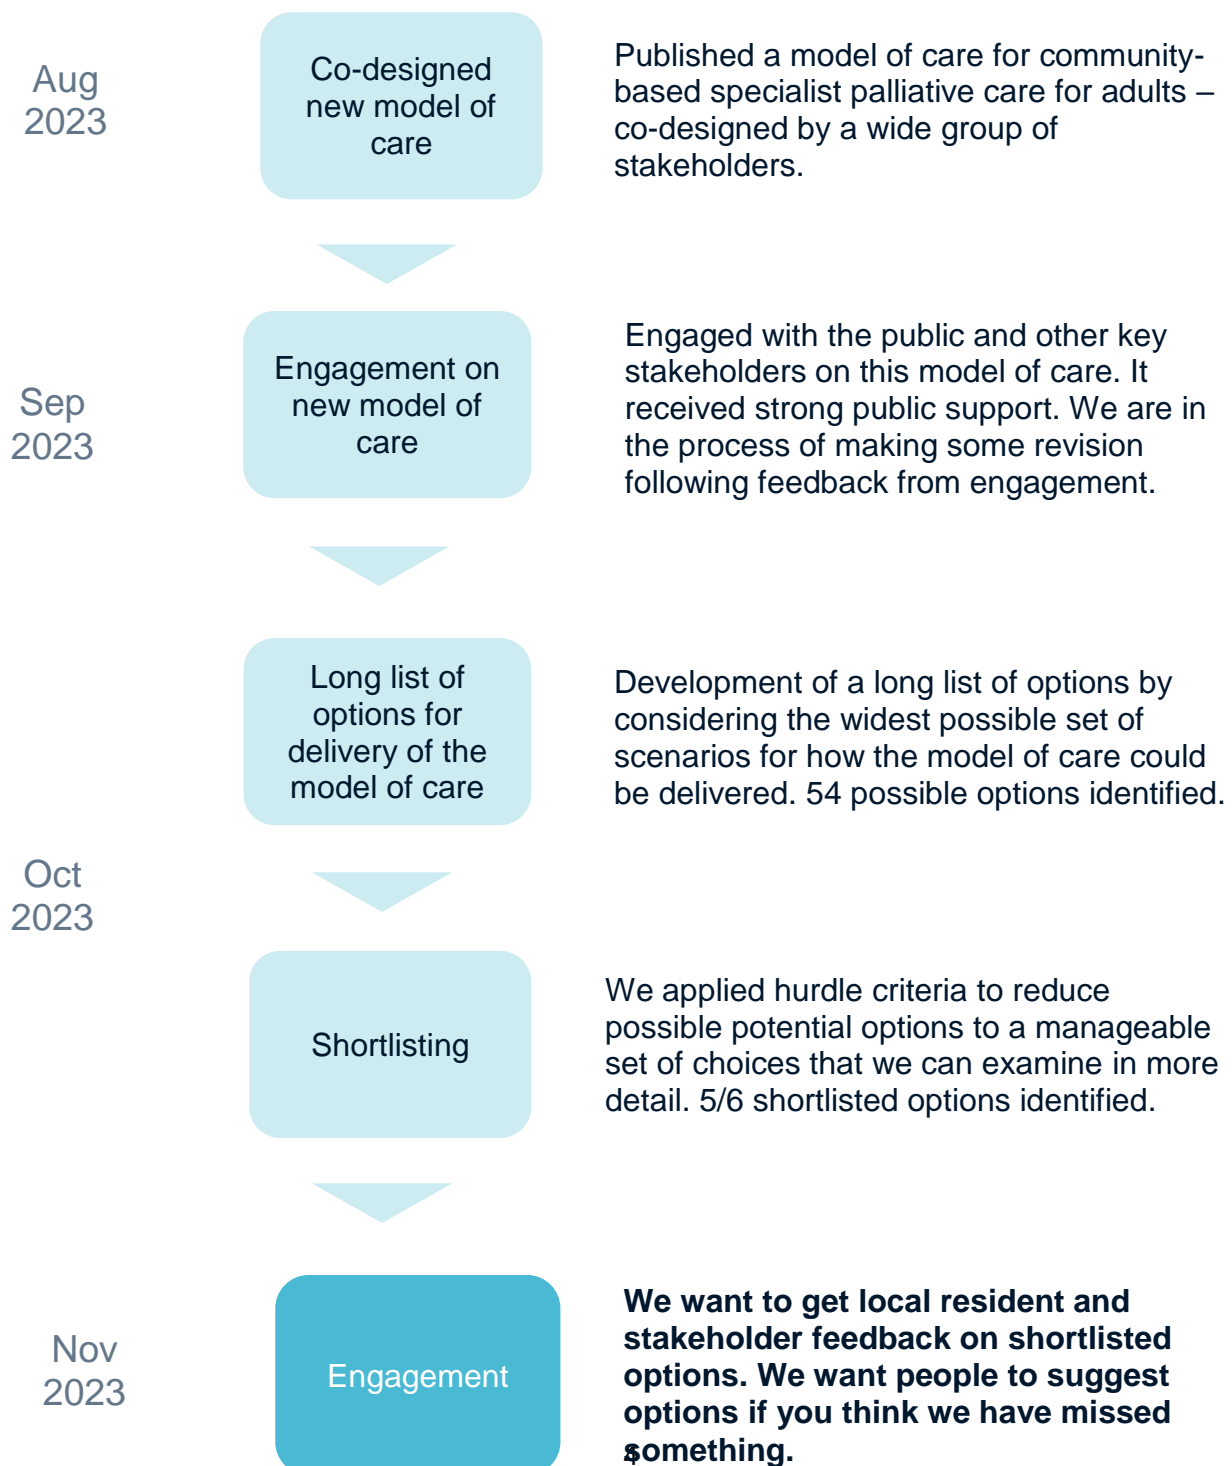 Aug
2023
Co-designed
new model of
care
Published a model of care for community-
based specialist palliative care for adults –
co-designed by a wide group of
stakeholders.
Sep
2023
Engagement on
new model of
care
Engaged with the public and other key
stakeholders on this model of care. It
received strong public support. We are in
the process of making some revision
following feedback from engagement.
Long list of
options for
delivery of the
model of care
Development of a long list of options by
considering the widest possible set of
scenarios for how the model of care could
be delivered. 54 possible options identified.
Oct
2023
Shortlisting
We applied hurdle criteria to reduce
possible potential options to a manageable
set of choices that we can examine in more
detail. 5/6 shortlisted options identified.
Nov
2023
Engagement
We want to get local resident and
stakeholder feedback on shortlisted
options. We want people to suggest
options if you think we have missed
something.